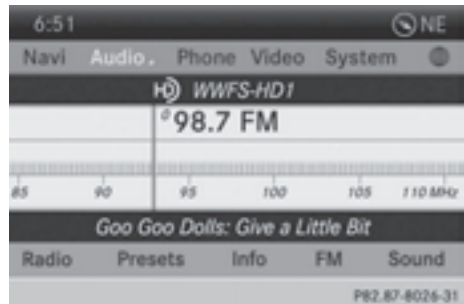 6:51 NE
Navi Audio Phone Video System
HD WWFS-HD1
98.7 FM
85 90 95 100 105 110 MHz
Goo Goo Dolls: Give a Little Bit
Radio Presets Info FM Sound
P82.87-8026-31